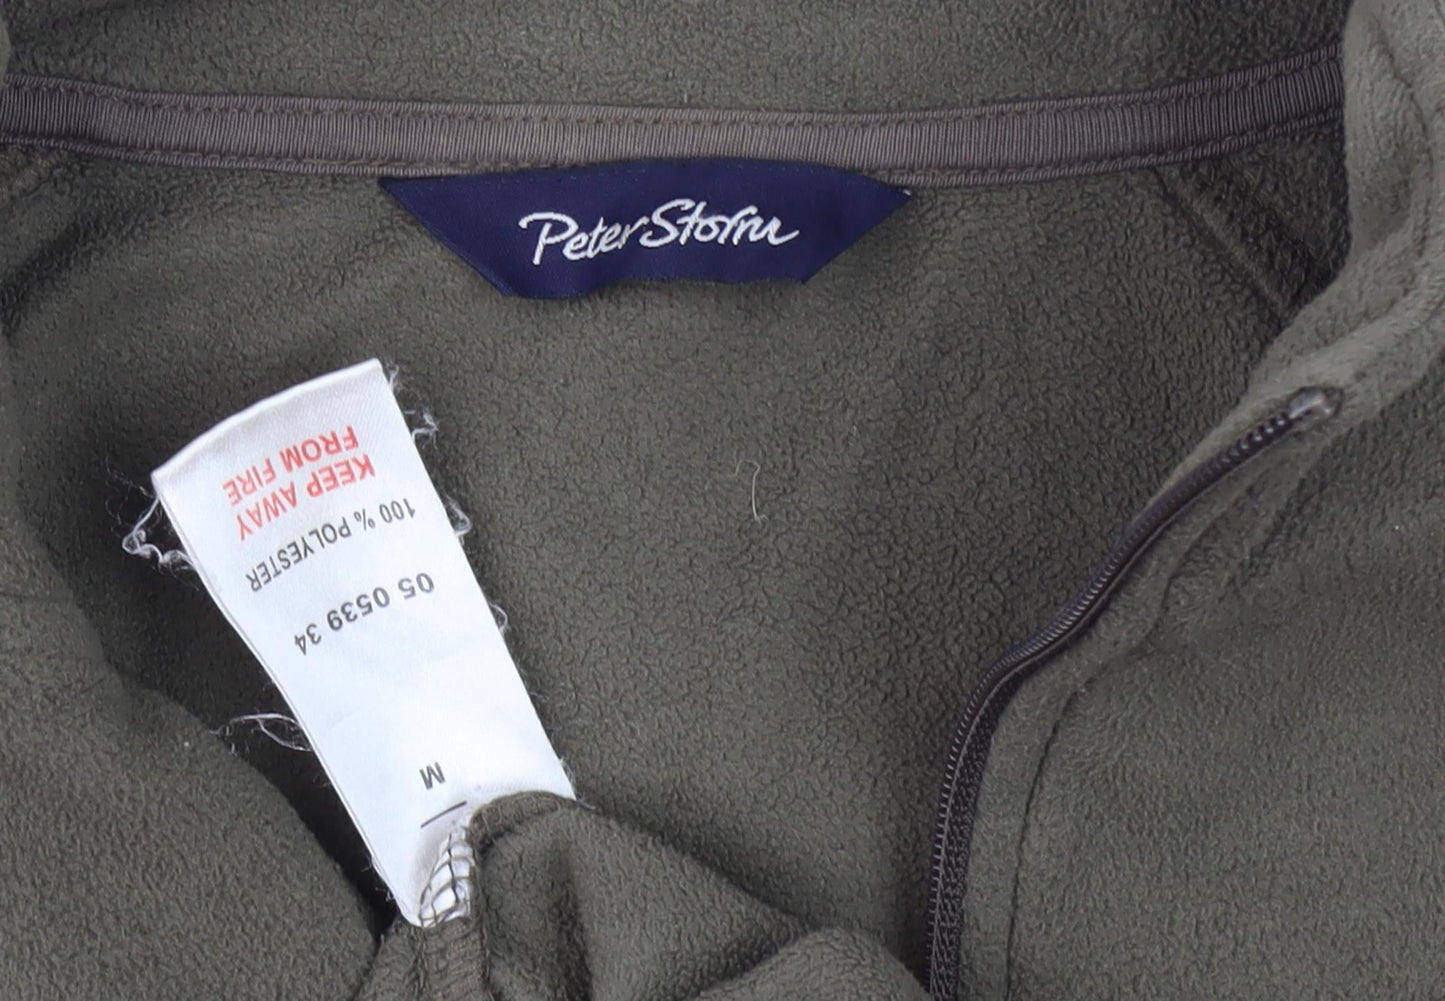 Peter Storm
M
05 0539 34
100 % POLYESTER
KEEP AWAY
FROM FIRE